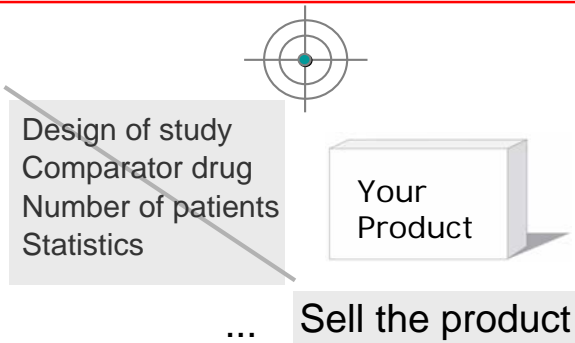 Design of study
Comparator drug
Number of patients
Statistics
Your
Product
... Sell the product